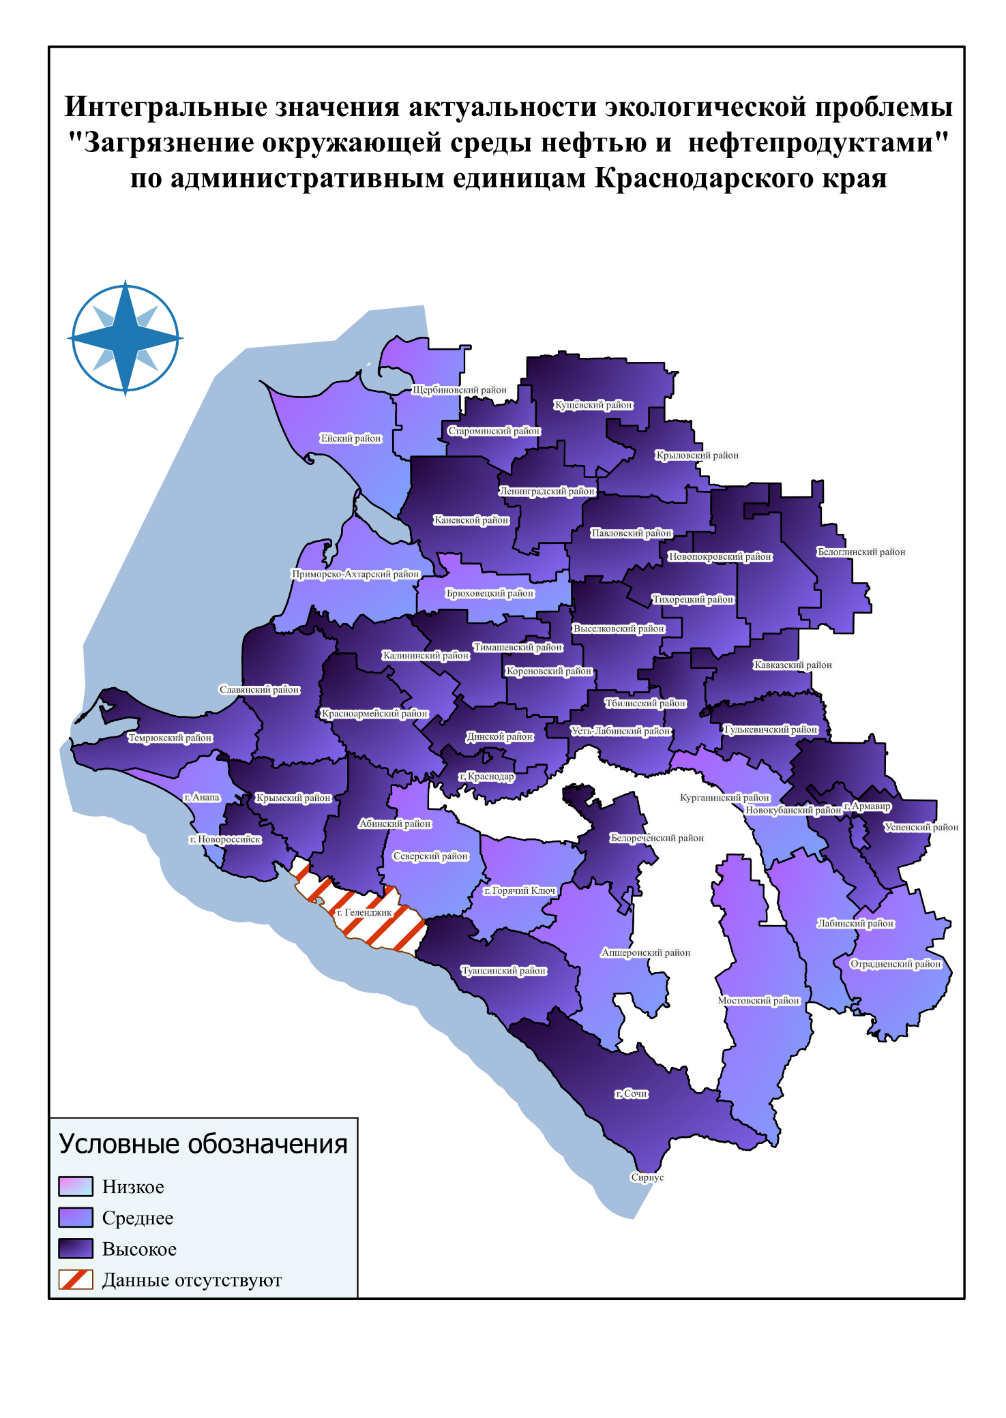 Интегральные значения актуальности экологической проблемы
"Загрязнение окружающей среды нефтью и  нефтепродуктами"
по административным единицам Краснодарского края
Щербиновский район
Кущёвский район
Староминский район
Ейский район
Крыловский район
Ленинградский район
Каневской район
Павловский район
Белоглинский район
Новопокровский район
Приморско-Ахтарский район
Брюховецкий район
Тихорецкий район
Выселковский район
Тимашевский район
Калининский район
Кавказский район
Кореновский район
Славянский район
Тбилисский район
Красноармейский район
Гулькевичский район
Усть-Лабинский район
Динской район
Темрюкский район
г. Краснодар
г. Анапа
Крымский район
Курганинский район
г. Армавир
Новокубанский район
Абинский район
Успенский район
г. Новороссийск
Белореченский район
Северский район
г. Горячий Ключ
г. Геленджик
Лабинский район
Апшеронский район
Отрадненский район
Туапсинский район
Мостовский район
г. Сочи
Сириус
Условные обозначения
Низкое
Среднее
Высокое
Данные отсутствуют